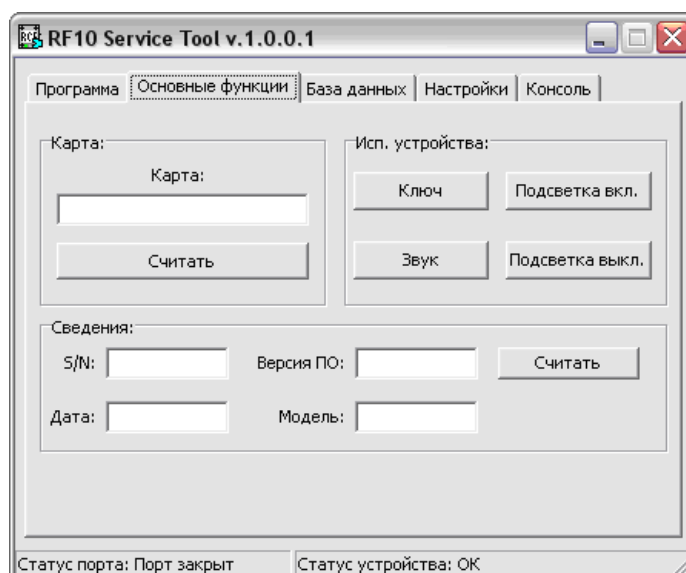 RF10 Service Tool v.1.0.0.1
Программа Основные функции База данных Настройки Консоль
Карта:
Карта:
Считать
Исп. устройства:
Ключ Подсветка вкл.
Звук Подсветка выкл.
Сведения:
S/N: Версия ПО: Считать
Дата: Модель:
Статус порта: Порт закрыт Статус устройства: ОК